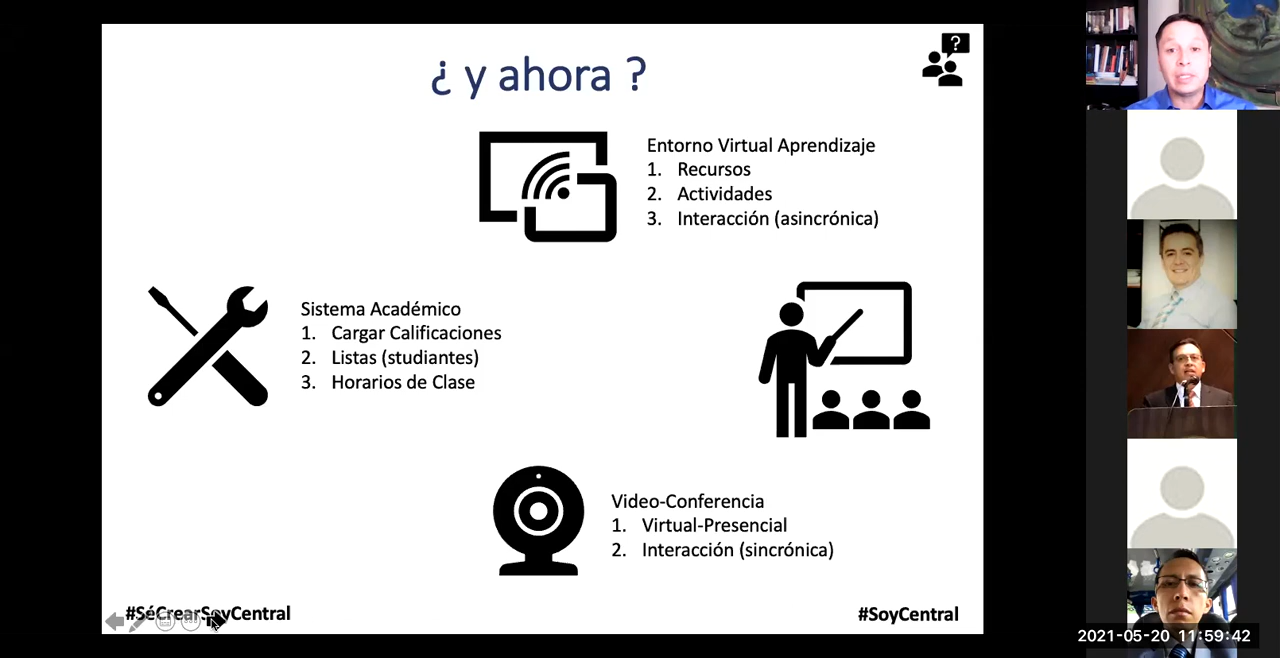 ¿ y ahora ?
?
Entorno Virtual Aprendizaje
1. Recursos
2. Actividades
3. Interacción (asincrónica)
Sistema Académico
1. Cargar Calificaciones
2. Listas (studiantes)
3. Horarios de Clase
Video-Conferencia
1. Virtual-Presencial
2. Interacción (sincrónica)
#SéCrearSoyCentral
#SoyCentral
2021-05-20 11:59:42